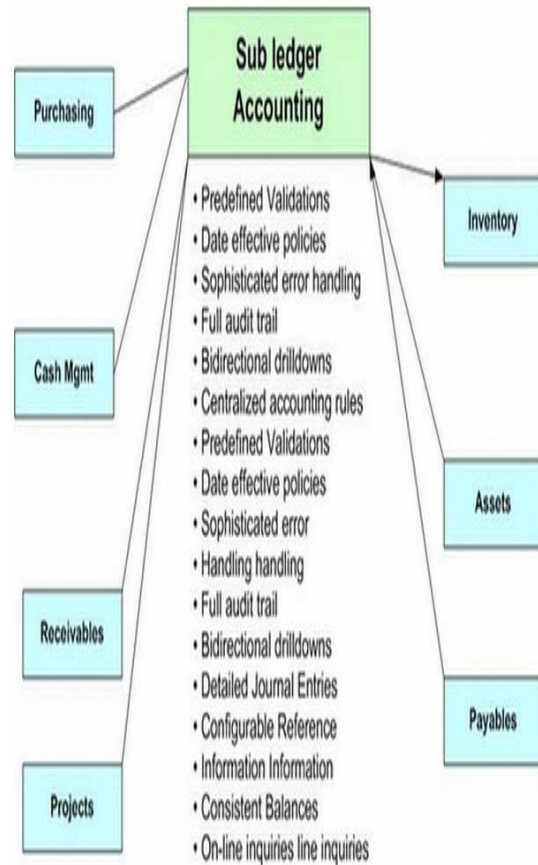 Sub ledger
Accounting
Purchasing
Cash Mgmt
Receivables
Projects
• Predefined Validations
• Date effective policies
• Sophisticated error handling
• Full audit trail
• Bidirectional drilldowns
• Centralized accounting rules
• Predefined Validations
• Date effective policies
• Sophisticated error
• Handling handling
• Full audit trail
• Bidirectional drilldowns
• Detailed Journal Entries
• Configurable Reference
• Information Information
• Consistent Balances
• On-line inquiries line inquiries
Inventory
Assets
Payables